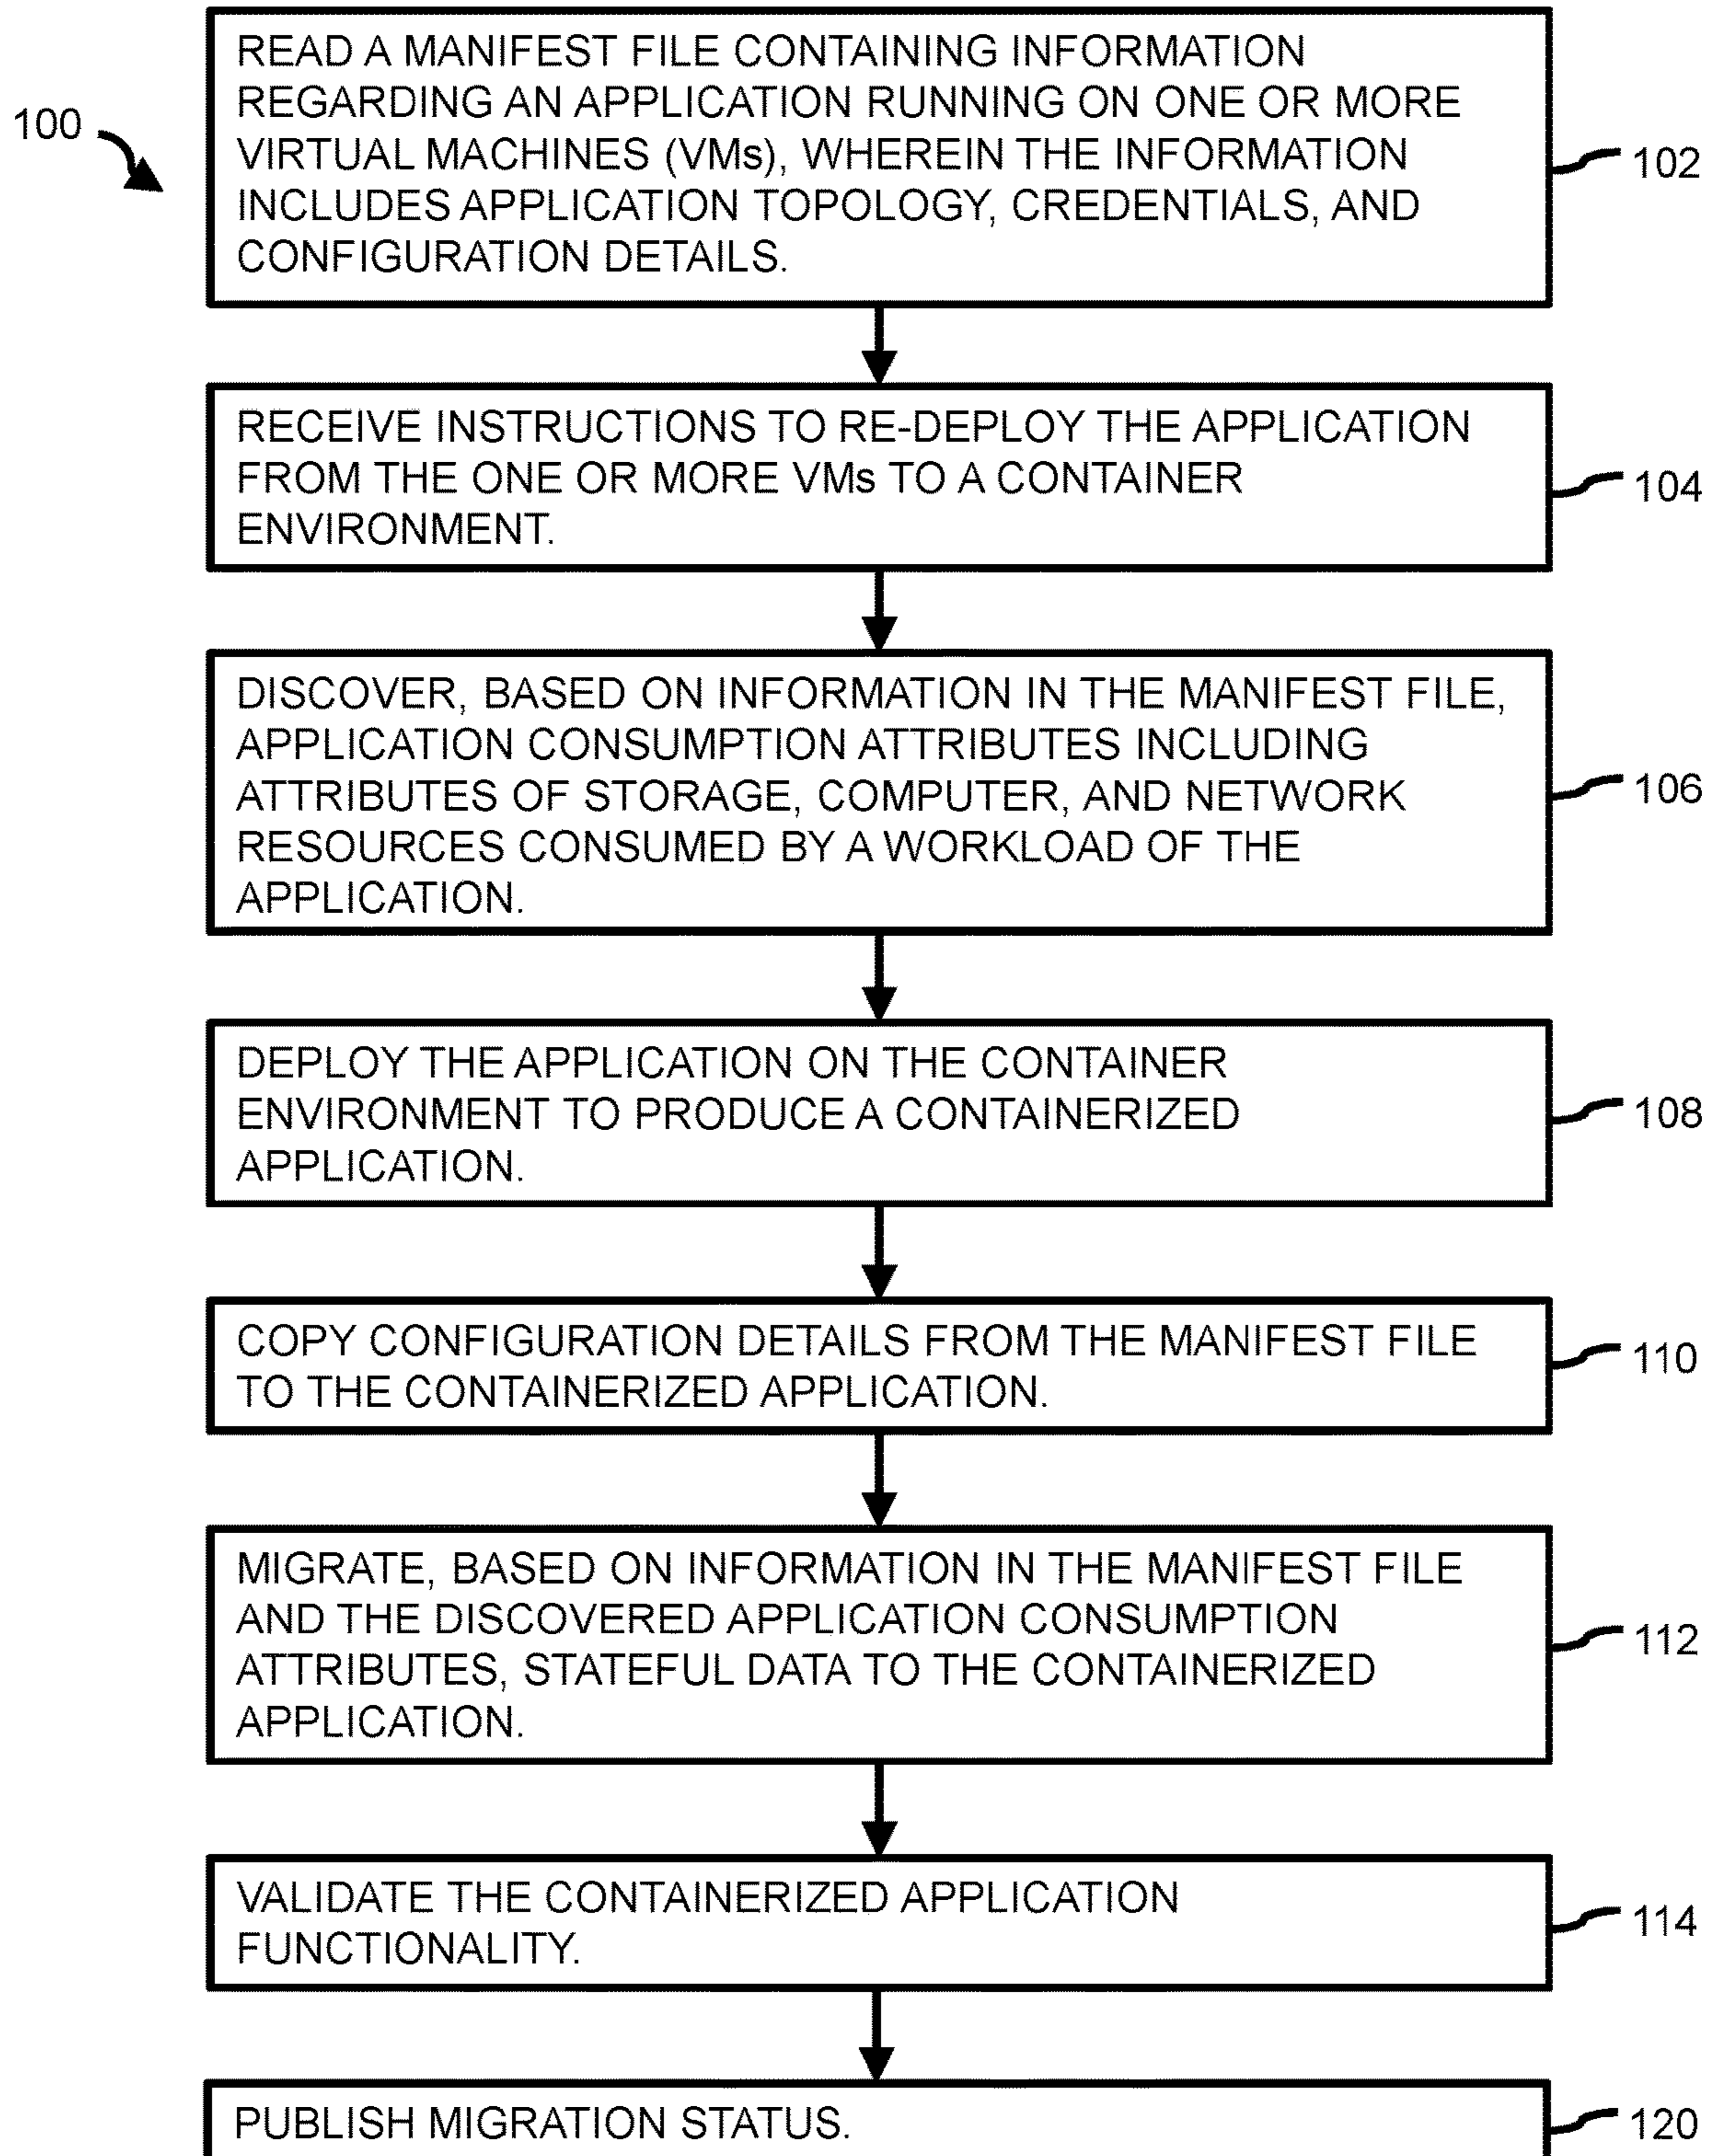 100
READ A MANIFEST FILE CONTAINING INFORMATION
REGARDING AN APPLICATION RUNNING ON ONE OR MORE
VIRTUAL MACHINES (VMs), WHEREIN THE INFORMATION
INCLUDES APPLICATION TOPOLOGY, CREDENTIALS, AND
CONFIGURATION DETAILS.
102
RECEIVE INSTRUCTIONS TO RE-DEPLOY THE APPLICATION
FROM THE ONE OR MORE VMs TO A CONTAINER
ENVIRONMENT.
104
DISCOVER, BASED ON INFORMATION IN THE MANIFEST FILE,
APPLICATION CONSUMPTION ATTRIBUTES INCLUDING
ATTRIBUTES OF STORAGE, COMPUTER, AND NETWORK
RESOURCES CONSUMED BY A WORKLOAD OF THE
APPLICATION.
106
DEPLOY THE APPLICATION ON THE CONTAINER
ENVIRONMENT TO PRODUCE A CONTAINERIZED
APPLICATION.
108
COPY CONFIGURATION DETAILS FROM THE MANIFEST FILE
TO THE CONTAINERIZED APPLICATION.
110
MIGRATE, BASED ON INFORMATION IN THE MANIFEST FILE
AND THE DISCOVERED APPLICATION CONSUMPTION
ATTRIBUTES, STATEFUL DATA TO THE CONTAINERIZED
APPLICATION.
112
VALIDATE THE CONTAINERIZED APPLICATION
FUNCTIONALITY.
114
PUBLISH MIGRATION STATUS.
120